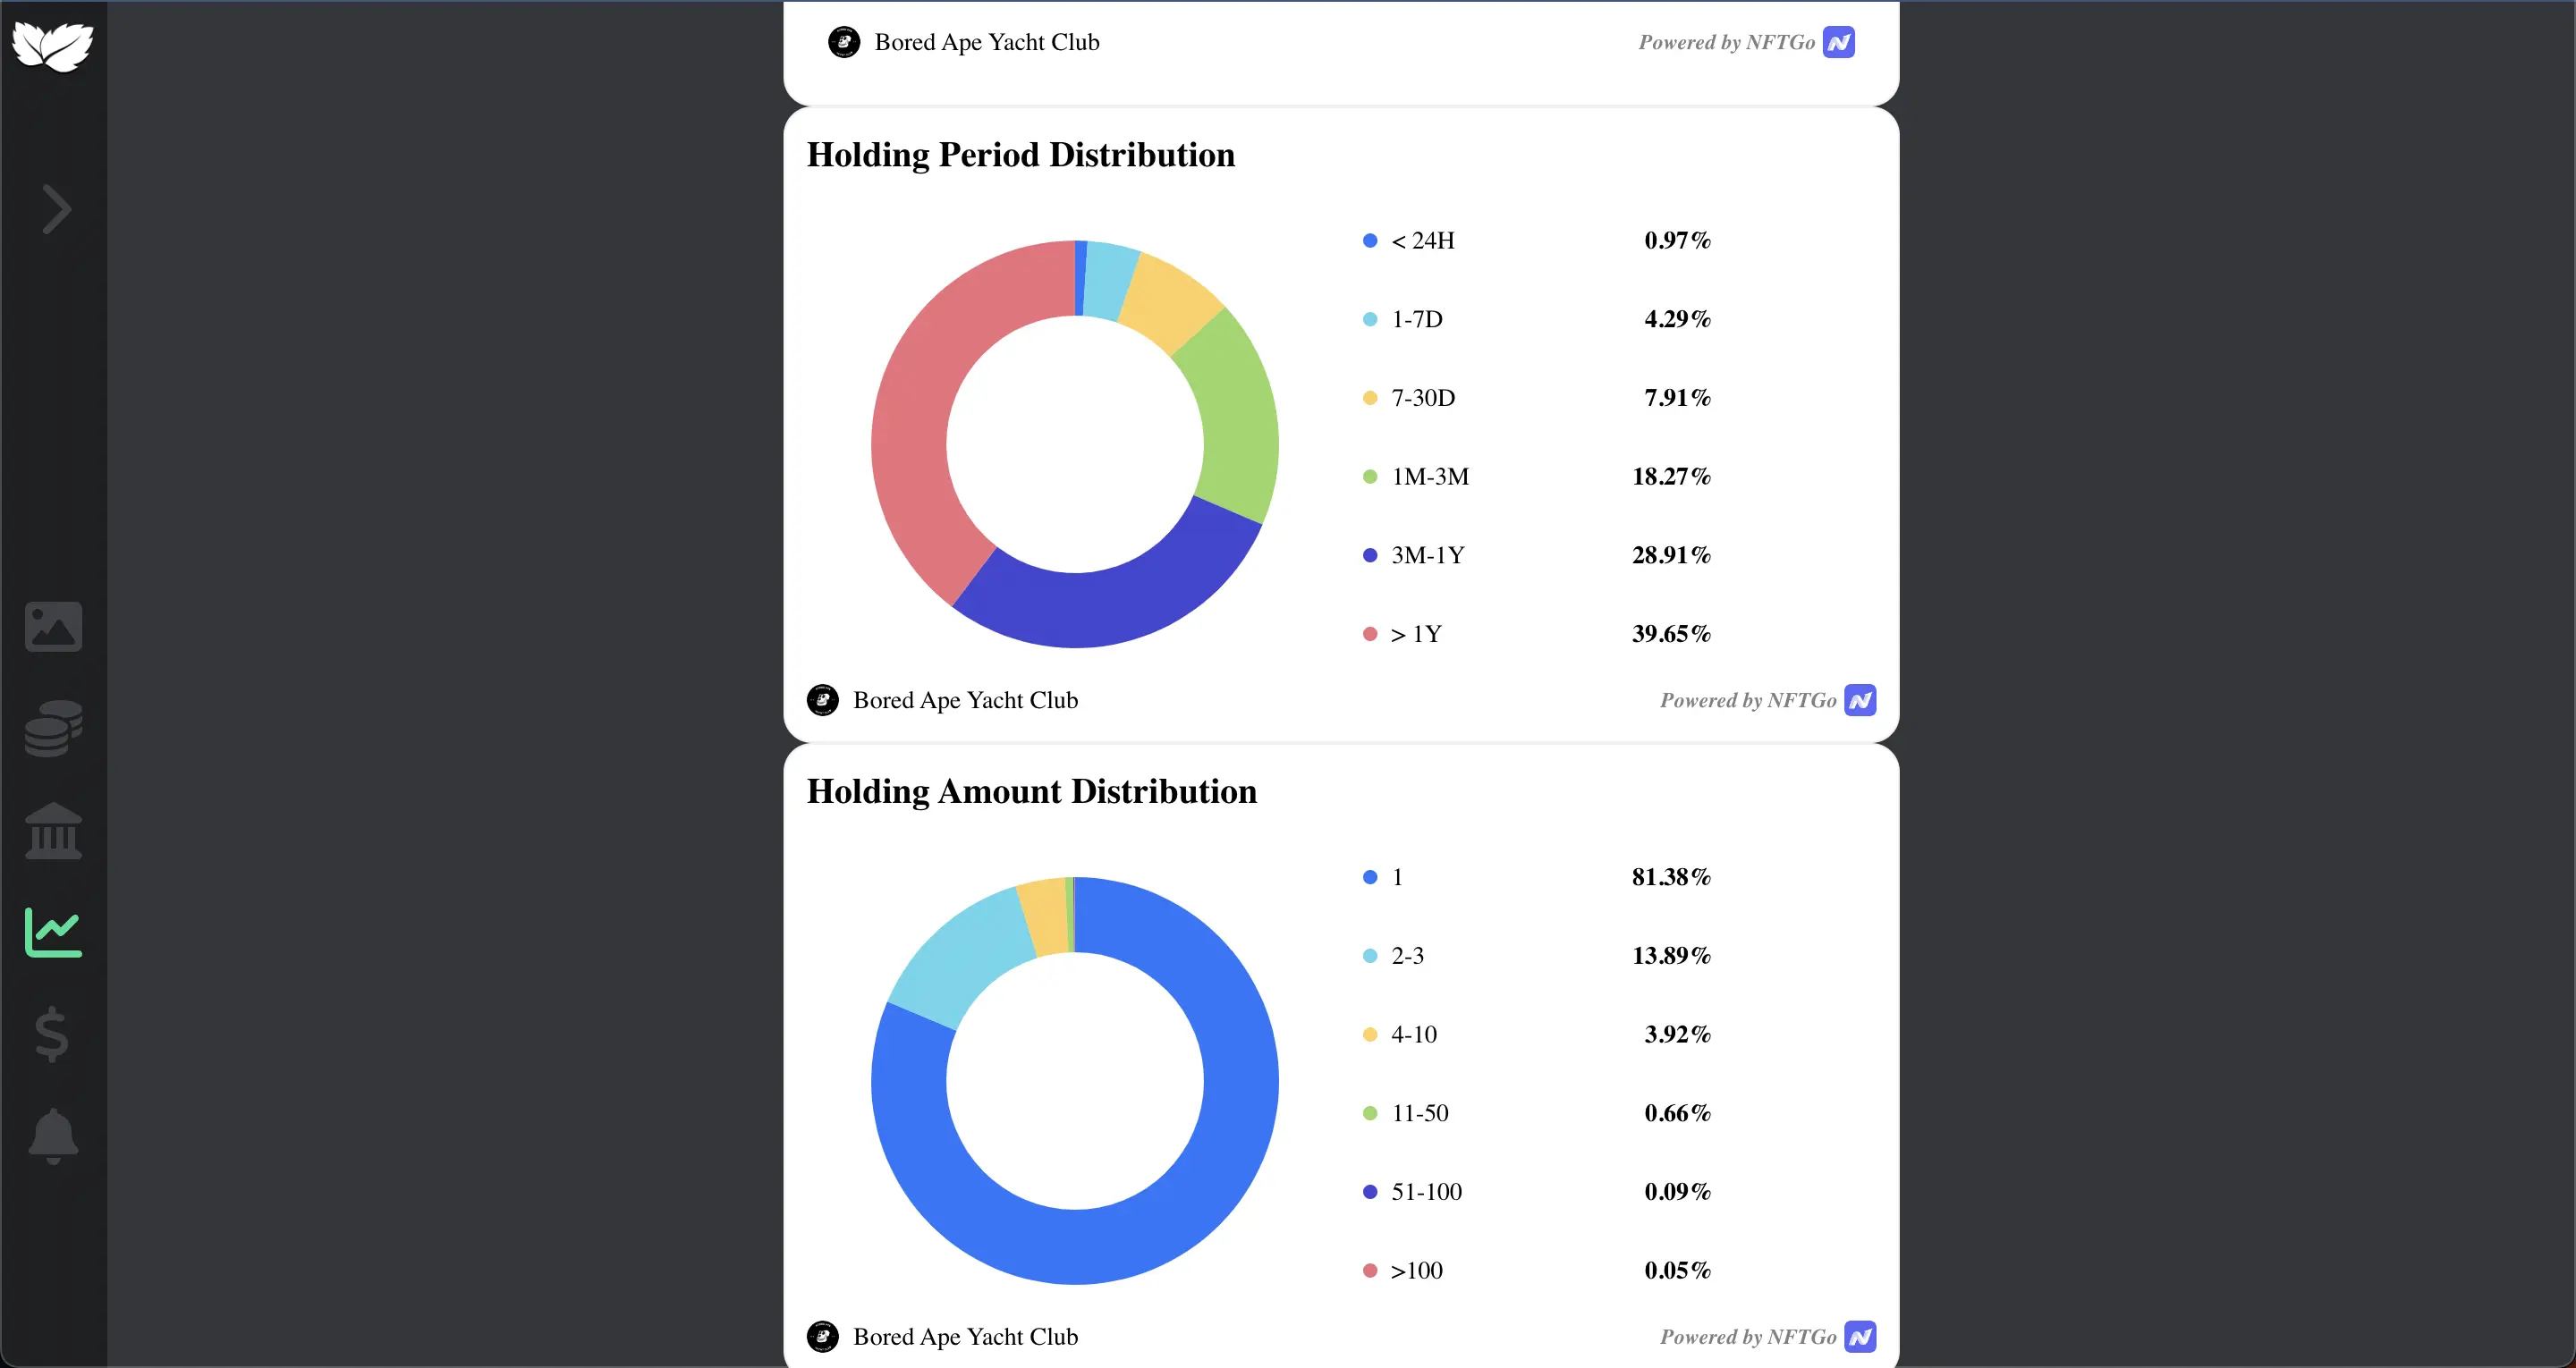 Bored Ape Yacht Club
Powered by NFTGo
Holding Period Distribution
< 24H 0.97%
1-7D 4.29%
7-30D 7.91%
1M-3M 18.27%
3M-1Y 28.91%
> 1Y 39.65%
Bored Ape Yacht Club
Powered by NFTGo
Holding Amount Distribution
1 81.38%
2-3 13.89%
4-10 3.92%
11-50 0.66%
51-100 0.09%
>100 0.05%
Bored Ape Yacht Club
Powered by NFTGo